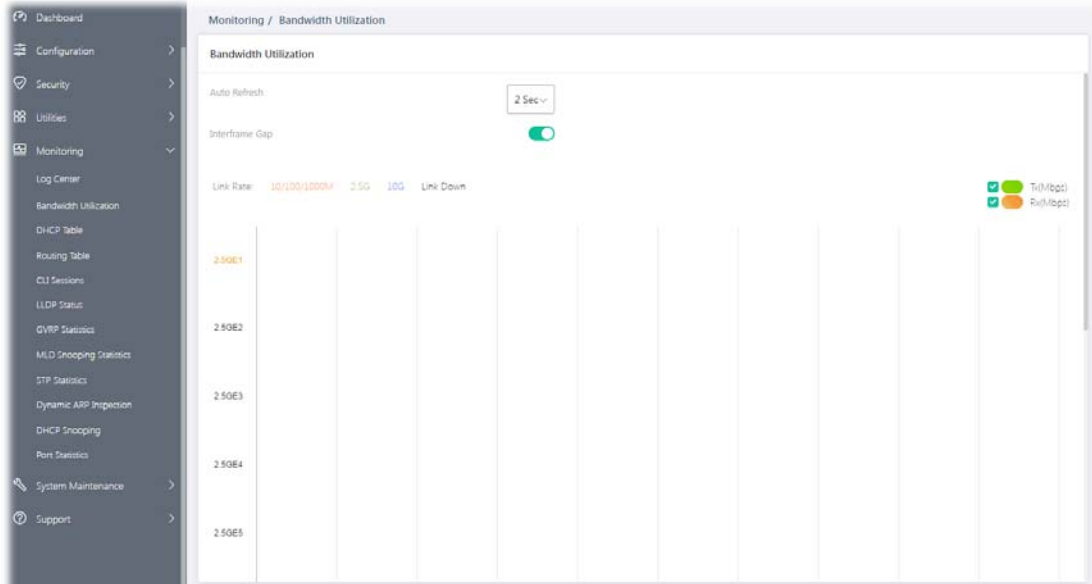 Dashboard
Configuration
Security
Utilities
Monitoring
Log Center
Bandwidth Utilization
DHCP Table
Routing Table
CLI Sessions
LLDP Status
GVRP Statistics
MLD Snooping Statistics
STP Statistics
Dynamic ARP Inspection
DHCP Snooping
Port Statistics
System Maintenance
Support
Monitoring / Bandwidth Utilization
Bandwidth Utilization
Auto Refresh
2 Sec
Interframe Gap
Link Rate: 10/100/1000M 2.5G 10G Link Down
Tx(Mbps)
Rx(Mbps)
2.5GE1
2.5GE2
2.5GE3
2.5GE4
2.5GE5